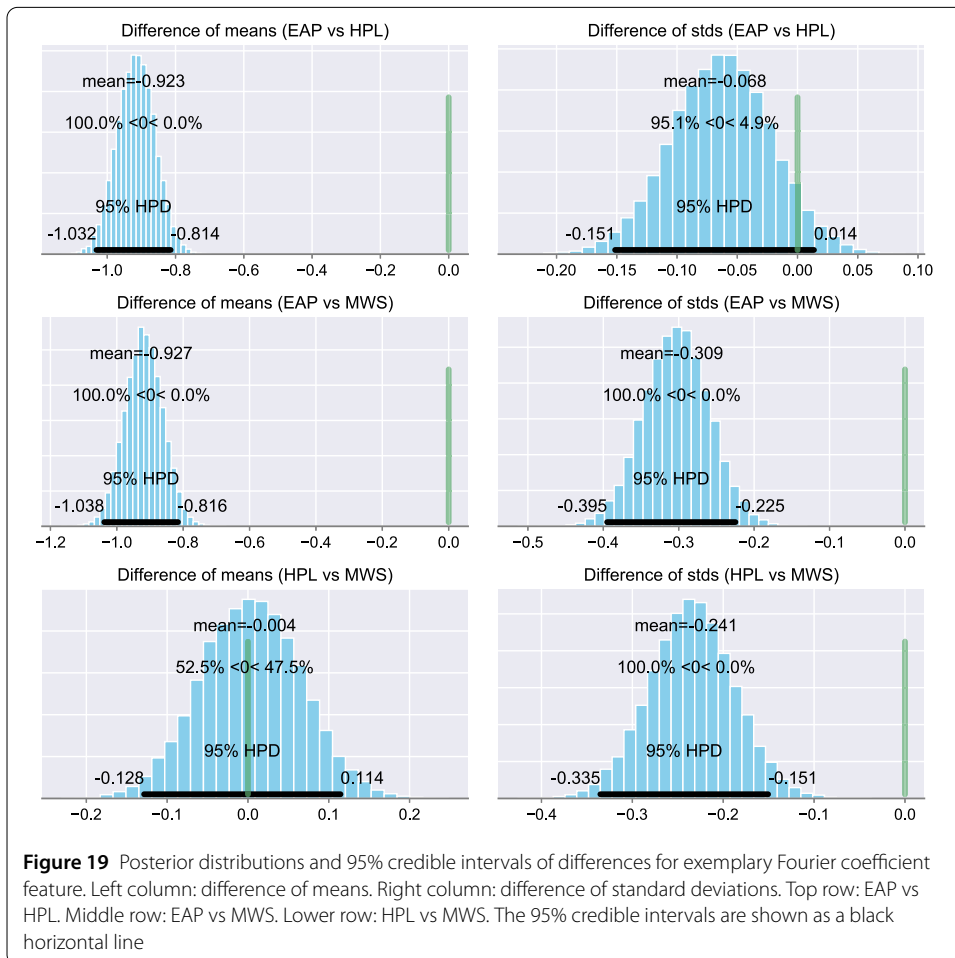 Difference of means (EAP vs HPL)
mean=-0.923
100.0% <0< 0.0%
95% HPD
-1.032
-0.814
−1.0 −0.8 −0.6 −0.4 −0.2 0.0
Difference of stds (EAP vs HPL)
mean=-0.068
95.1% <0< 4.9%
95% HPD
-0.151
0.014
−0.20 −0.15 −0.10 −0.05 0.00 0.05 0.10
Difference of means (EAP vs MWS)
mean=-0.927
100.0% <0< 0.0%
95% HPD
-1.038
-0.816
−1.2 −1.0 −0.8 −0.6 −0.4 −0.2 0.0
Difference of stds (EAP vs MWS)
mean=-0.309
100.0% <0< 0.0%
95% HPD
-0.395
-0.225
−0.5 −0.4 −0.3 −0.2 −0.1 0.0
Difference of means (HPL vs MWS)
mean=-0.004
52.5% <0< 47.5%
95% HPD
-0.128
0.114
−0.2 −0.1 0.0 0.1 0.2
Difference of stds (HPL vs MWS)
mean=-0.241
100.0% <0< 0.0%
95% HPD
-0.335
-0.151
−0.4 −0.3 −0.2 −0.1 0.0
Figure 19 Posterior distributions and 95% credible intervals of differences for exemplary Fourier coefficient
feature. Left column: difference of means. Right column: difference of standard deviations. Top row: EAP vs
HPL. Middle row: EAP vs MWS. Lower row: HPL vs MWS. The 95% credible intervals are shown as a black
horizontal line